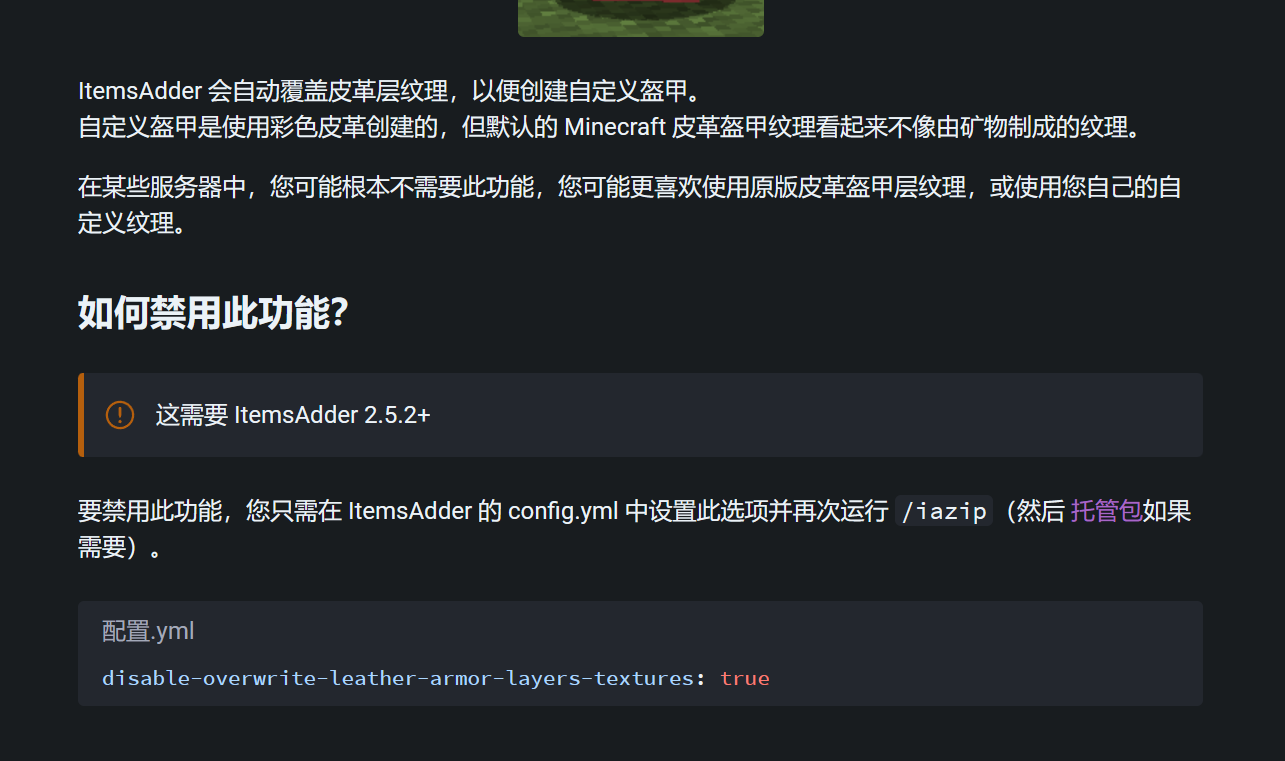 ItemsAdder 会自动覆盖皮革层纹理，以便创建自定义盔甲。
自定义盔甲是使用彩色皮革创建的，但默认的 Minecraft 皮革盔甲纹理看起来不像由矿物制成的纹理。
在某些服务器中，您可能根本不需要此功能，您可能更喜欢使用原版皮革盔甲层纹理，或使用您自己的自
定义纹理。
如何禁用此功能？
这需要 ItemsAdder 2.5.2+
要禁用此功能，您只需在 ItemsAdder 的 config.yml 中设置此选项并再次运行 /iazip（然后 托管包如果
需要）。
配置.yml
disable-overwrite-leather-armor-layers-textures: true